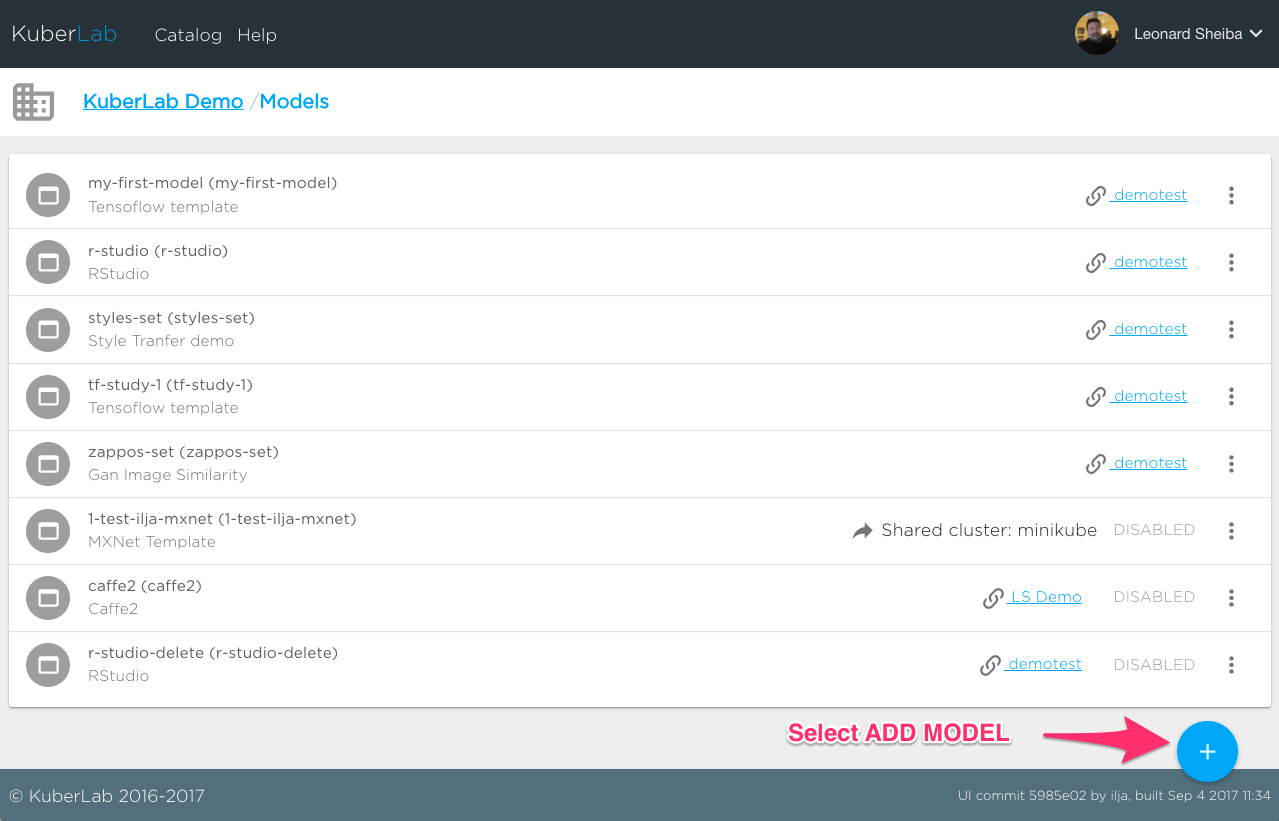 KuberLab Catalog Help Leonard Sheiba
KuberLab Demo /Models
my-first-model (my-first-model)
Tensoflow template
demotest
r-studio (r-studio)
RStudio
demotest
styles-set (styles-set)
Style Tranfer demo
demotest
tf-study-1 (tf-study-1)
Tensoflow template
demotest
zappos-set (zappos-set)
Gan Image Similarity
demotest
1-test-ilja-mxnet (1-test-ilja-mxnet)
MXNet Template
Shared cluster: minikube DISABLED
caffe2 (caffe2)
Caffe2
LS Demo DISABLED
r-studio-delete (r-studio-delete)
RStudio
demotest DISABLED
Select ADD MODEL
+
© KuberLab 2016-2017 UI commit 5985e02 by ilja, built Sep 4 2017 11:34